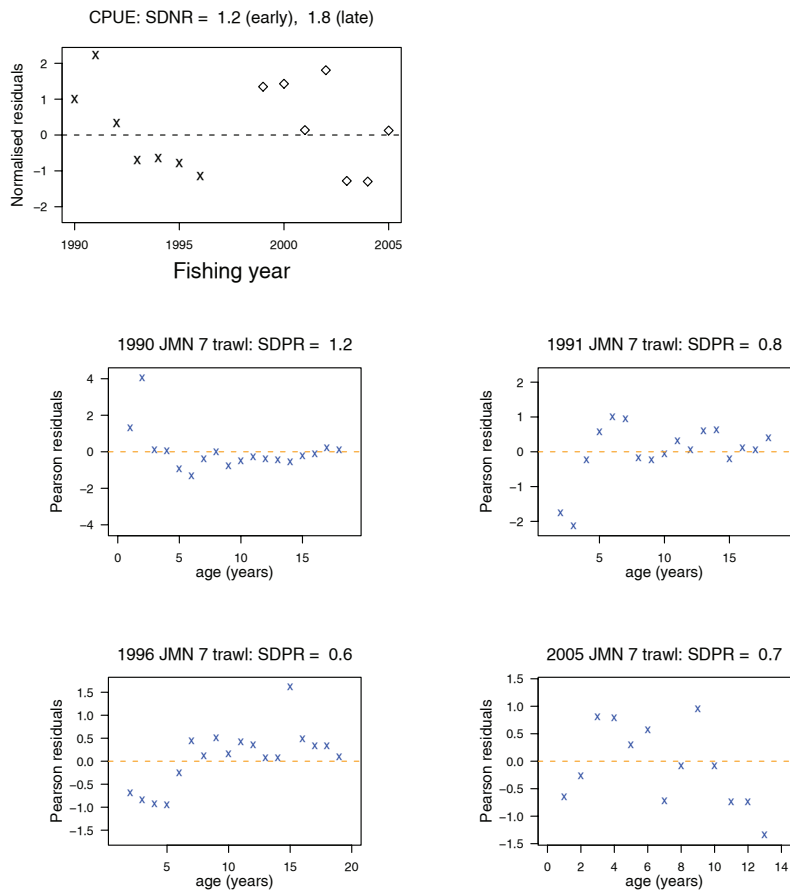 CPUE: SDNR = 1.2 (early), 1.8 (late)
Normalised residuals
2
1
0
−1
−2
1990 1995 2000 2005
Fishing year
1990 JMN 7 trawl: SDPR = 1.2
Pearson residuals
4
2
0
−2
−4
0 5 10 15
age (years)
1991 JMN 7 trawl: SDPR = 0.8
Pearson residuals
2
1
0
−1
−2
5 10 15
age (years)
1996 JMN 7 trawl: SDPR = 0.6
Pearson residuals
1.5
1.0
0.5
0.0
−0.5
−1.0
−1.5
5 10 15 20
age (years)
2005 JMN 7 trawl: SDPR = 0.7
Pearson residuals
1.5
1.0
0.5
0.0
−0.5
−1.0
−1.5
0 2 4 6 8 10 12 14
age (years)